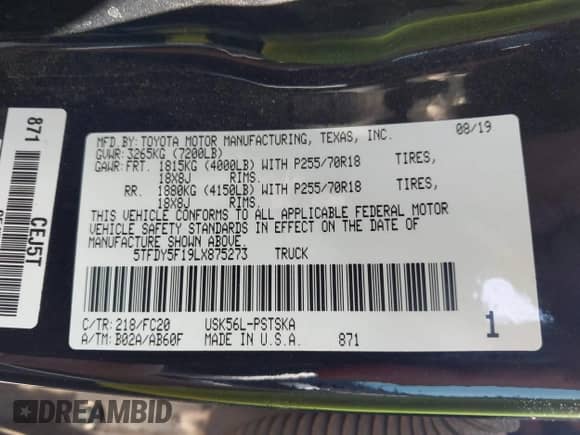 MFD.BY:TOYOTA MOTOR MANUFACTURING, TEXAS, INC. 08/19
GVWR:3265KG (7200LB)
GAWR:FRT. 1815KG (4000LB) WITH P255/70R18 TIRES,
18X8J RIMS.
RR. 1880KG (4150LB) WITH P255/70R18 TIRES,
18X8J RIMS.
THIS VEHICLE CONFORMS TO ALL APPLICABLE FEDERAL MOTOR
VEHICLE SAFETY STANDARDS IN EFFECT ON THE DATE OF
MANUFACTURE SHOWN ABOVE.
5TFDY5F19LX875273 TRUCK
C/TR:218/FC20 USK56L-PSTSKA
A/TM:B02A/AB60F MADE IN U.S.A. 871
1
871
CEJ5T
DREAMBID